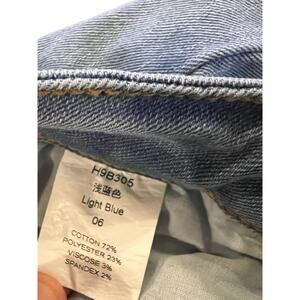 H9B305
浅蓝色
Light Blue
06
COTTON 72%
POLYESTER 23%
VISCOSE 3%
SPANDEX 2%